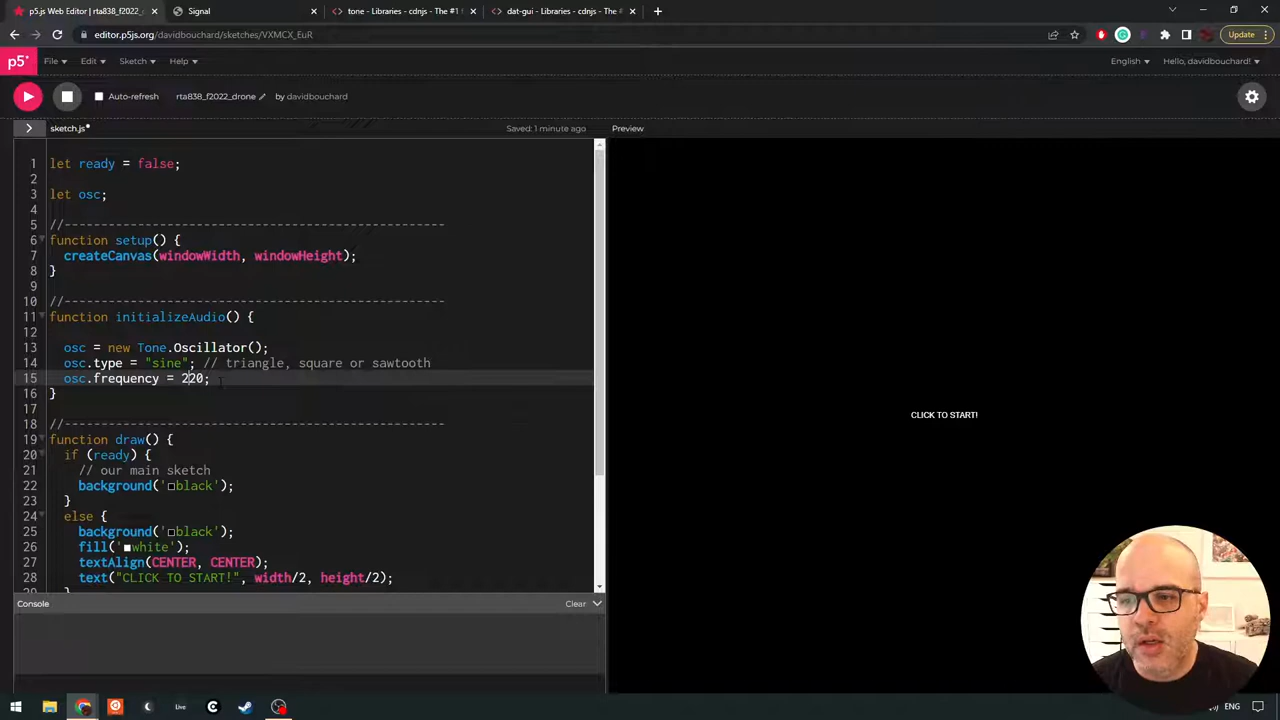 p5.js Web Editor | rta838_f2022_c
Signal
tone - Libraries - cdnjs - The #1 f
dat-gui - Libraries - cdnjs - The #
editor.p5js.org/davidbouchard/sketches/VXMCX_EuR
Update
p5*
File
Edit
Sketch
Help
English
Hello, davidbouchard!
Auto-refresh
rta838_f2022_drone
by davidbouchard
sketch.js*
Saved: 1 minute ago
Preview
1 let ready = false;
2
3 let osc;
4
5 //------------------------------------------------------
6 function setup() {
7 createCanvas(windowWidth, windowHeight);
8 }
9
10 //------------------------------------------------------
11 function initializeAudio() {
12
13 osc = new Tone.Oscillator();
14 osc.type = "sine"; // triangle, square or sawtooth
15 osc.frequency = 220;
16 }
17
18 //------------------------------------------------------
19 function draw() {
20 if (ready) {
21 // our main sketch
22 background('black');
23 }
24 else {
25 background('black');
26 fill('white');
27 textAlign(CENTER, CENTER);
28 text("CLICK TO START!", width/2, height/2);
29 }
CLICK TO START!
Console
Clear
Live
ENG